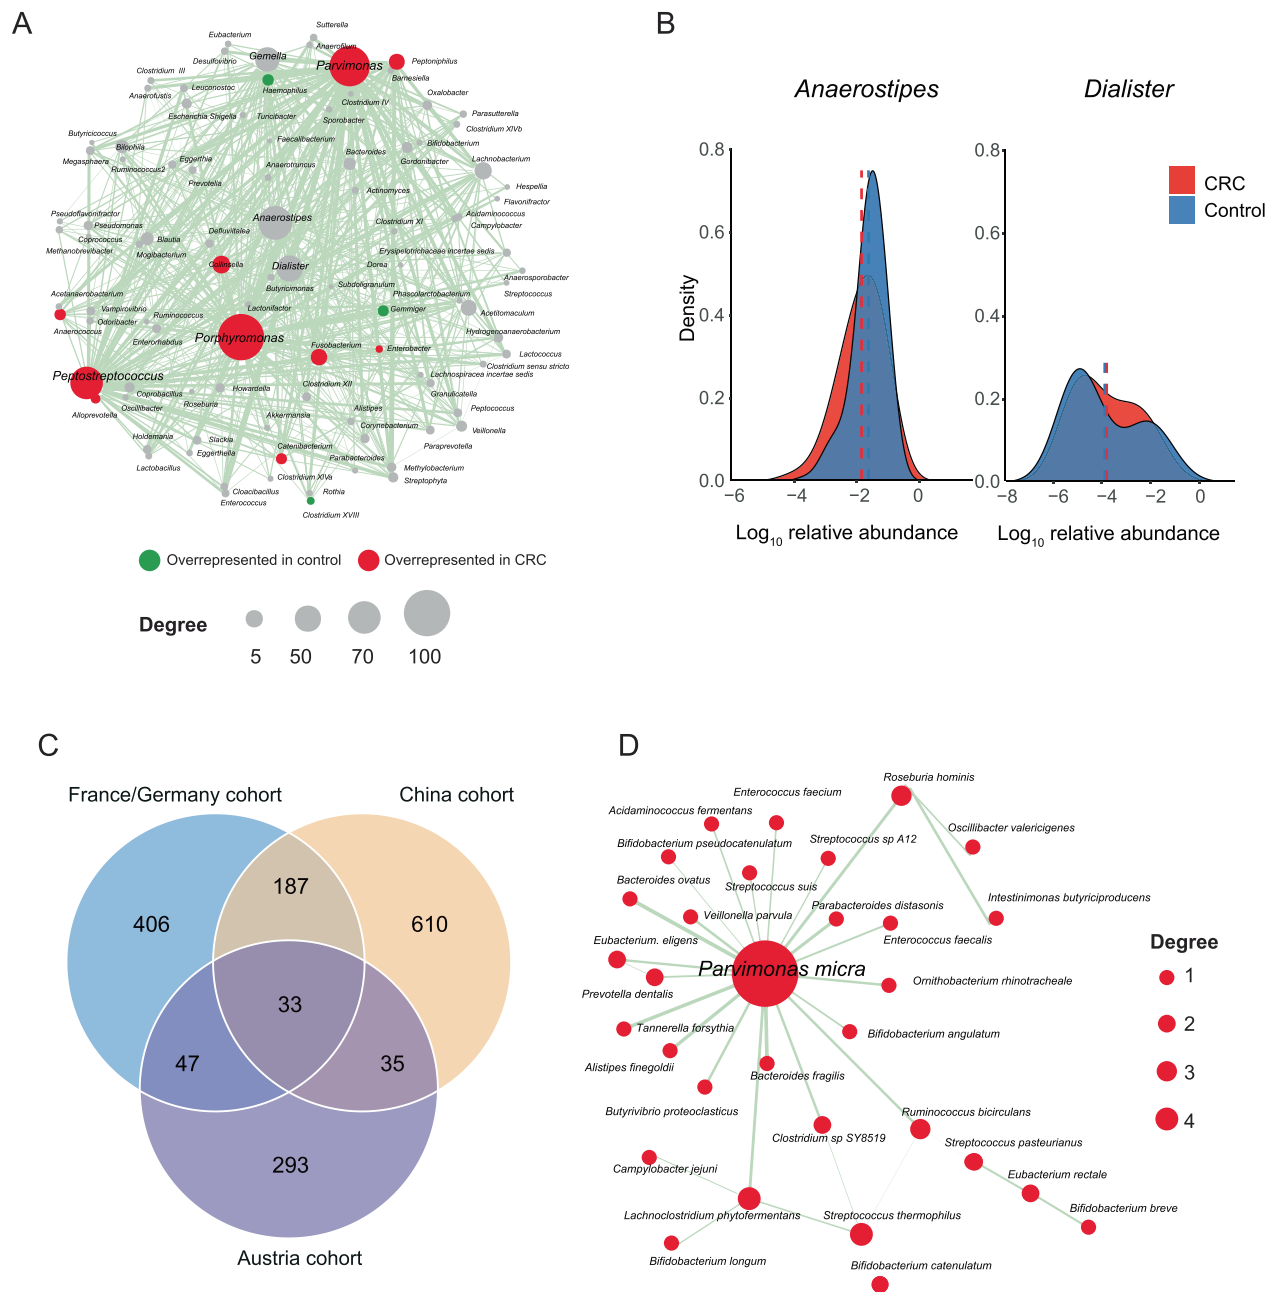 A
Sutterella
Eubacterium
Anaerofilum
Gemella
Desulfovibrio
Parvimonas
Peptoniphilus
Clostridium III
Barnesiella
Leuconostoc
Haemophilus
Oxalobacter
Anaerofustis
Clostridium IV
Escherichia Shigella
Turicibacter
Sporobacter
Parasutterella
Clostridium XIVb
Butyricicoccus
Faecalibacterium
Bifidobacterium
Bilophila
Bacteroides
Megasphaera
Eggerthia
Anaerotruncus
Gordonibacter
Lachnobacterium
Ruminococcus2
Prevotella
Actinomyces
Hespellia
Flavonifractor
Pseudoflavonifractor
Anaerostipes
Acidaminococcus
Pseudomonas
Clostridium XI
Campylobacter
Defluviitalea
Coprococcus
Blautia
Methanobrevibacter
Mogibacterium
Erysipelotrichaceae incertae sedis
Collinsella
Dialister
Dorea
Anaerosporobacter
Butyricimonas
Subdoligranulum
Acetanaerobacterium
Phascolarctobacterium
Streptococcus
Vampirovibrio
Lactonifactor
Gemmiger
Acetitomaculum
Ruminococcus
Odoribacter
Anaerococcus
Hydrogenoanaerobacterium
Enterorhabdus
Porphyromonas
Fusobacterium
Enterobacter
Lactococcus
Clostridium sensu stricto
Peptostreptococcus
Lachnospiracea incertae sedis
Clostridium XII
Howardella
Coprobacillus
Granulicatella
Roseburia
Oscillibacter
Alistipes
Peptococcus
Alloprevotella
Akkermansia
Corynebacterium
Veillonella
Holdemania
Slackia
Catenibacterium
Paraprevotella
Eggerthella
Parabacteroides
Lactobacillus
Methylobacterium
Clostridium XIVa
Streptophyta
Cloacibacillus
Rothia
Enterococcus
Clostridium XVIII
Overrepresented in control
Overrepresented in CRC
Degree
5 50 70 100
B
Anaerostipes
Dialister
0.8
0.6
0.4
0.2
0.0
Density
−6 −4 −2 0
Log10 relative abundance
0.8
0.6
0.4
0.2
0.0
−8 −6 −4 −2 0
Log10 relative abundance
CRC
Control
C
France/Germany cohort
China cohort
187
406
610
33
47
35
293
Austria cohort
D
Roseburia hominis
Enterococcus faecium
Acidaminococcus fermentans
Oscillibacter valericigenes
Bifidobacterium pseudocatenulatum
Streptococcus sp A12
Bacteroides ovatus
Streptococcus suis
Intestinimonas butyriciproducens
Veillonella parvula
Parabacteroides distasonis
Eubacterium. eligens
Enterococcus faecalis
Parvimonas micra
Prevotella dentalis
Ornithobacterium rhinotracheale
Tannerella forsythia
Bifidobacterium angulatum
Alistipes finegoldii
Bacteroides fragilis
Butyrivibrio proteoclasticus
Ruminococcus bicirculans
Clostridium sp SY8519
Streptococcus pasteurianus
Campylobacter jejuni
Eubacterium rectale
Lachnoclostridium phytofermentans
Streptococcus thermophilus
Bifidobacterium breve
Bifidobacterium longum
Bifidobacterium catenulatum
Degree
1
2
3
4